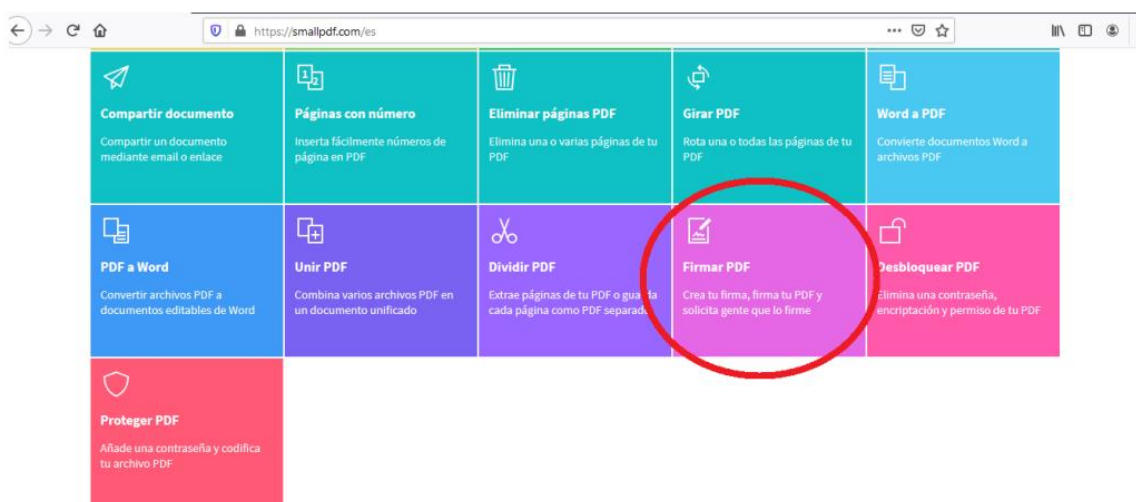 https://smallpdf.com/es
Compartir documento
Compartir un documento
mediante email o enlace
Páginas con número
Inserta fácilmente números de
página en PDF
Eliminar páginas PDF
Elimina una o varias páginas de tu
PDF
Girar PDF
Rota una o todas las páginas de tu
PDF
Word a PDF
Convierte documentos Word a
archivos PDF
PDF a Word
Convertir archivos PDF a
documentos editables de Word
Unir PDF
Combina varios archivos PDF en
un documento unificado
Dividir PDF
Extrae páginas de tu PDF o guarda
cada página como PDF separado
Firmar PDF
Crea tu firma, firma tu PDF y
solicita gente que lo firme
Desbloquear PDF
Elimina una contraseña,
encriptación y permiso de tu PDF
Proteger PDF
Añade una contraseña y codifica
tu archivo PDF